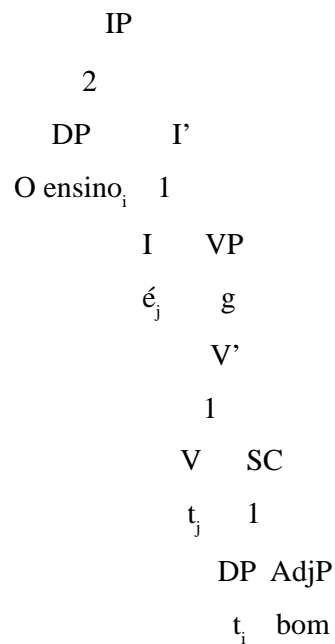 IP
2
DP I’
O ensinoᵢ 1
I VP
éⱼ g
V’
1
V SC
tⱼ 1
DP AdjP
tᵢ bom